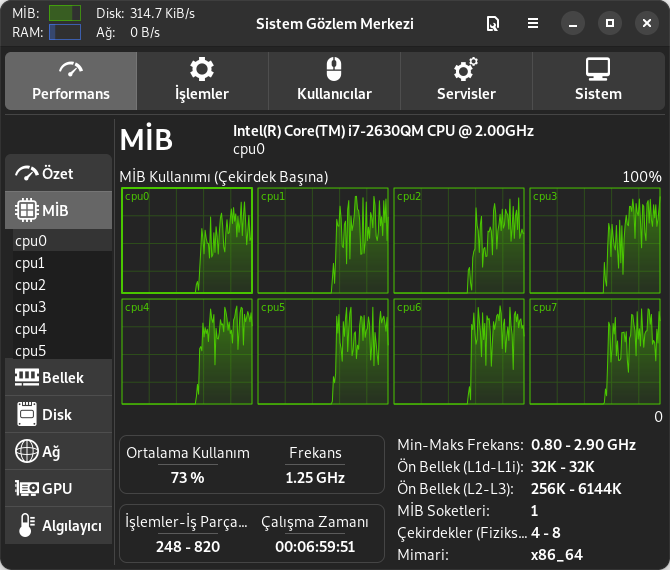 MİB:
Disk: 314.7 KiB/s
Sistem Gözlem Merkezi
RAM:
Ağ: 0 B/s
Performans
İşlemler
Kullanıcılar
Servisler
Sistem
MİB
Intel(R) Core(TM) i7-2630QM CPU @ 2.00GHz
cpu0
Özet
MİB
cpu0
cpu1
cpu2
cpu3
cpu4
cpu5
Bellek
Disk
Ağ
GPU
Algılayıcı
MİB Kullanımı (Çekirdek Başına)
100%
cpu0
cpu1
cpu2
cpu3
cpu4
cpu5
cpu6
cpu7
0
Ortalama Kullanım
Frekans
73 %
1.25 GHz
İşlemler-İş Parça...
Çalışma Zamanı
248 - 820
00:06:59:51
Min-Maks Frekans: 0.80 - 2.90 GHz
Ön Bellek (L1d-L1i): 32K - 32K
Ön Bellek (L2-L3): 256K - 6144K
MİB Soketleri: 1
Çekirdekler (Fiziks... 4 - 8
Mimari: x86_64